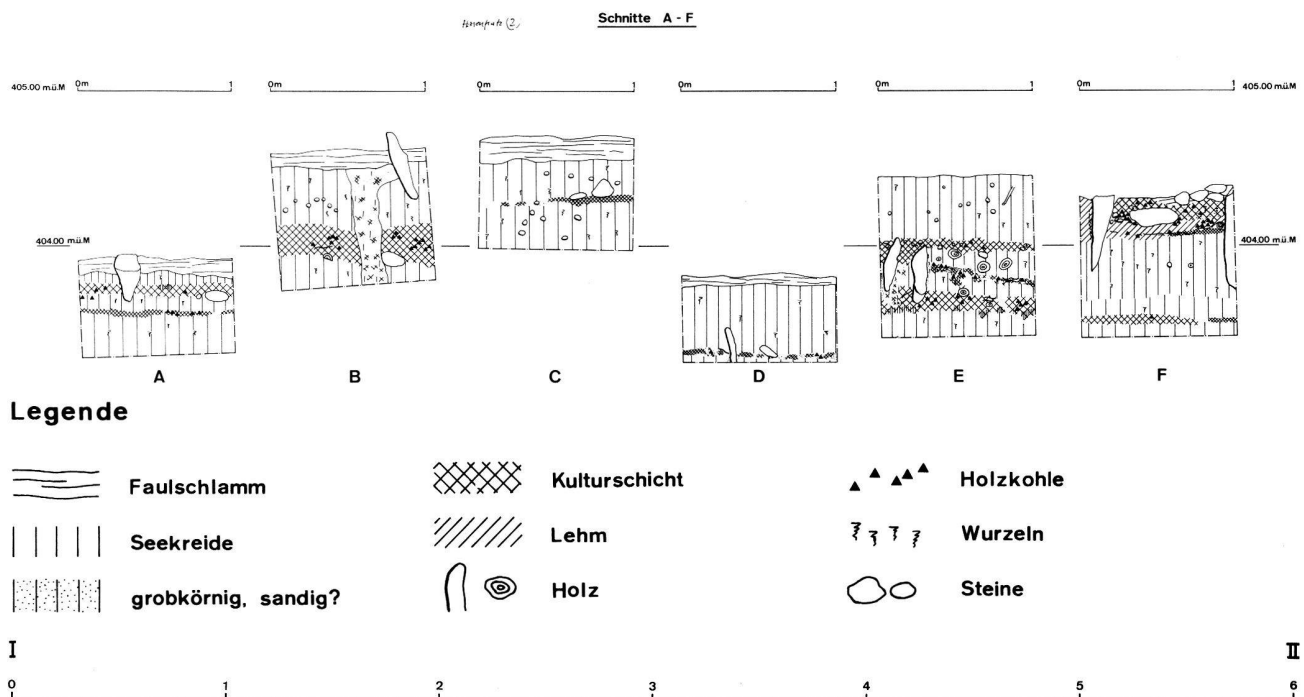 Schnitte A - F
405.00 m.ü.M 0m 1 0m 1 0m 1 0m 1 0m 1 0m 1 405.00 m.ü.M
404.00 m.ü.M 404.00 m.ü.M
A B C D E F
Legende
Faulschlamm Kulturschicht Holzkohle
Seekreide Lehm Wurzeln
grobkörnig, sandig? Holz Steine
I II
0 1 2 3 4 5 6